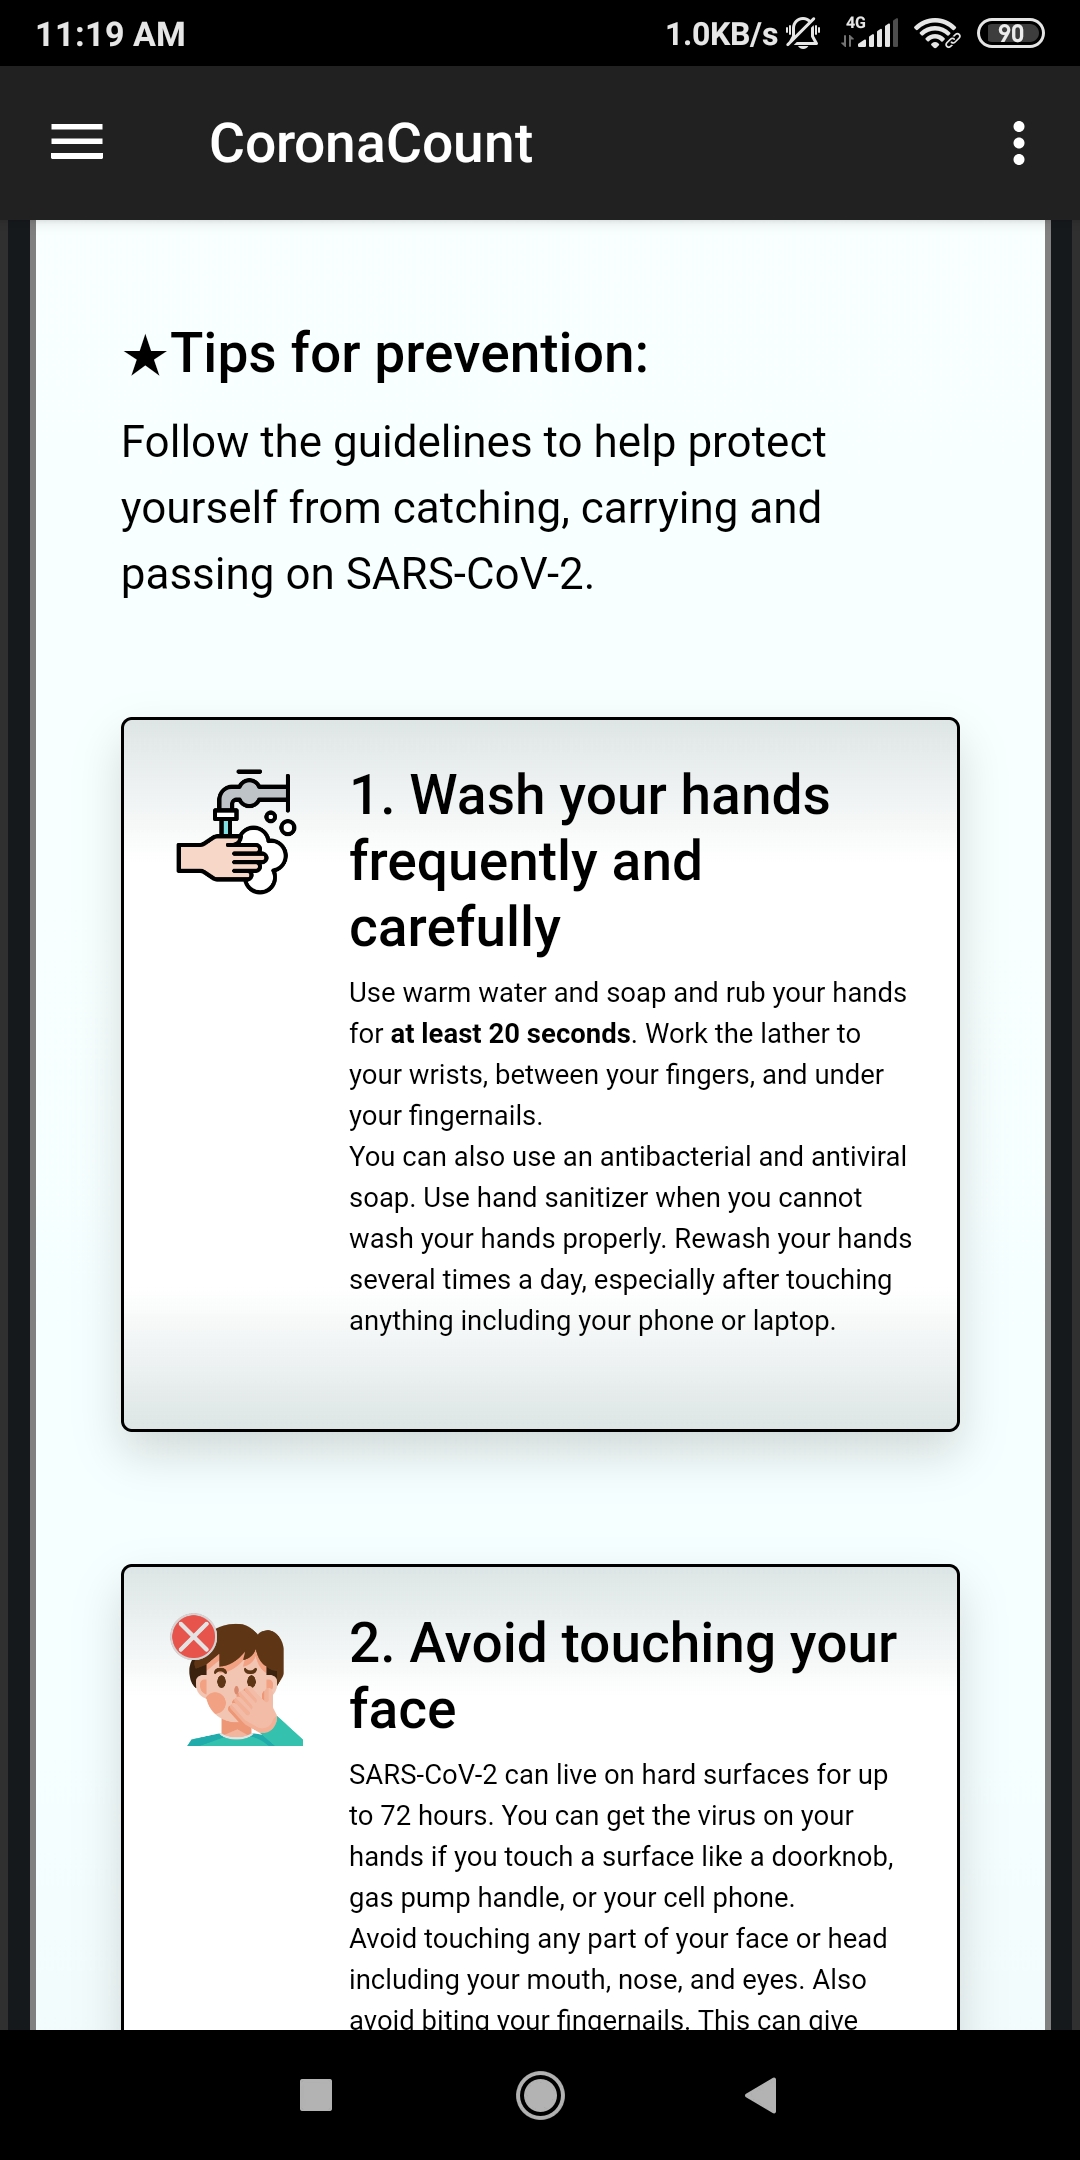 11:19 AM 1.0KB/s 4G 90
CoronaCount
★Tips for prevention:
Follow the guidelines to help protect
yourself from catching, carrying and
passing on SARS-CoV-2.
1. Wash your hands
frequently and
carefully
Use warm water and soap and rub your hands
for at least 20 seconds. Work the lather to
your wrists, between your fingers, and under
your fingernails.
You can also use an antibacterial and antiviral
soap. Use hand sanitizer when you cannot
wash your hands properly. Rewash your hands
several times a day, especially after touching
anything including your phone or laptop.
2. Avoid touching your
face
SARS-CoV-2 can live on hard surfaces for up
to 72 hours. You can get the virus on your
hands if you touch a surface like a doorknob,
gas pump handle, or your cell phone.
Avoid touching any part of your face or head
including your mouth, nose, and eyes. Also
avoid biting your fingernails. This can give